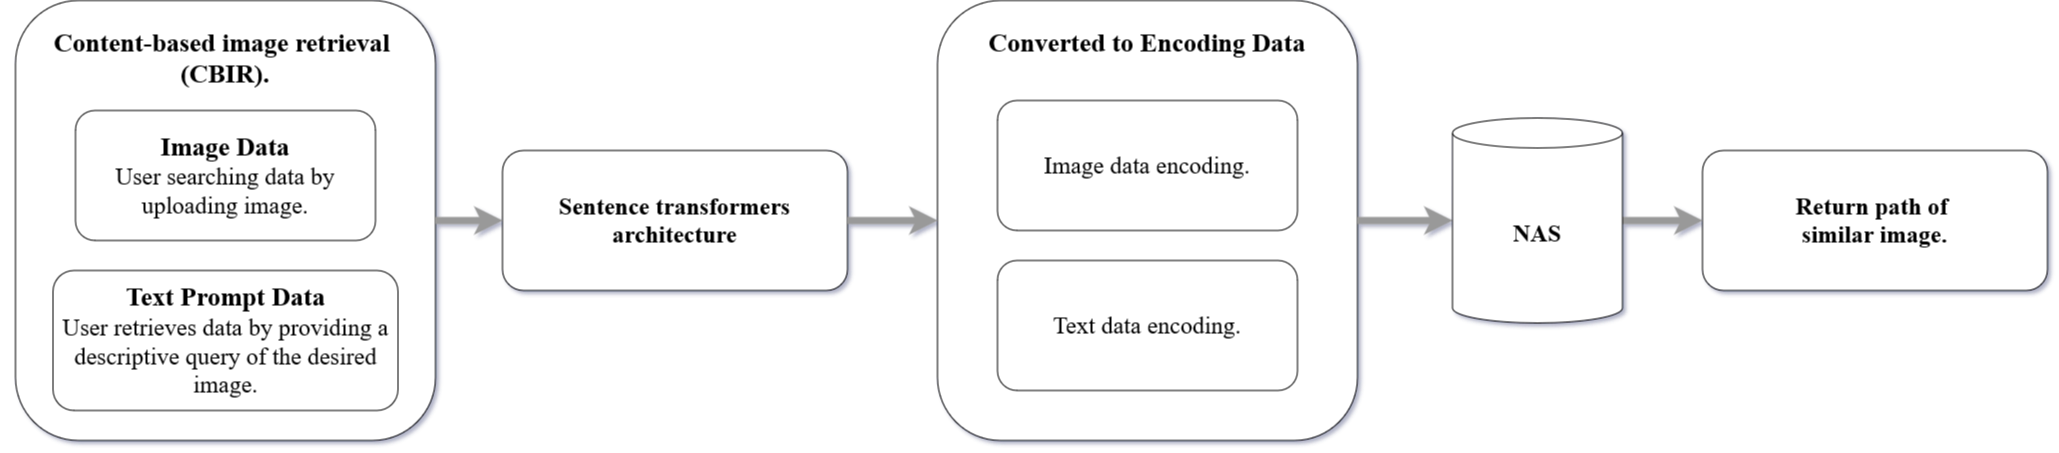 Content-based image retrieval
(CBIR).
Image Data
User searching data by
uploading image.
Text Prompt Data
User retrieves data by providing a
descriptive query of the desired
image.
Sentence transformers
architecture
Converted to Encoding Data
Image data encoding.
Text data encoding.
NAS
Return path of
similar image.